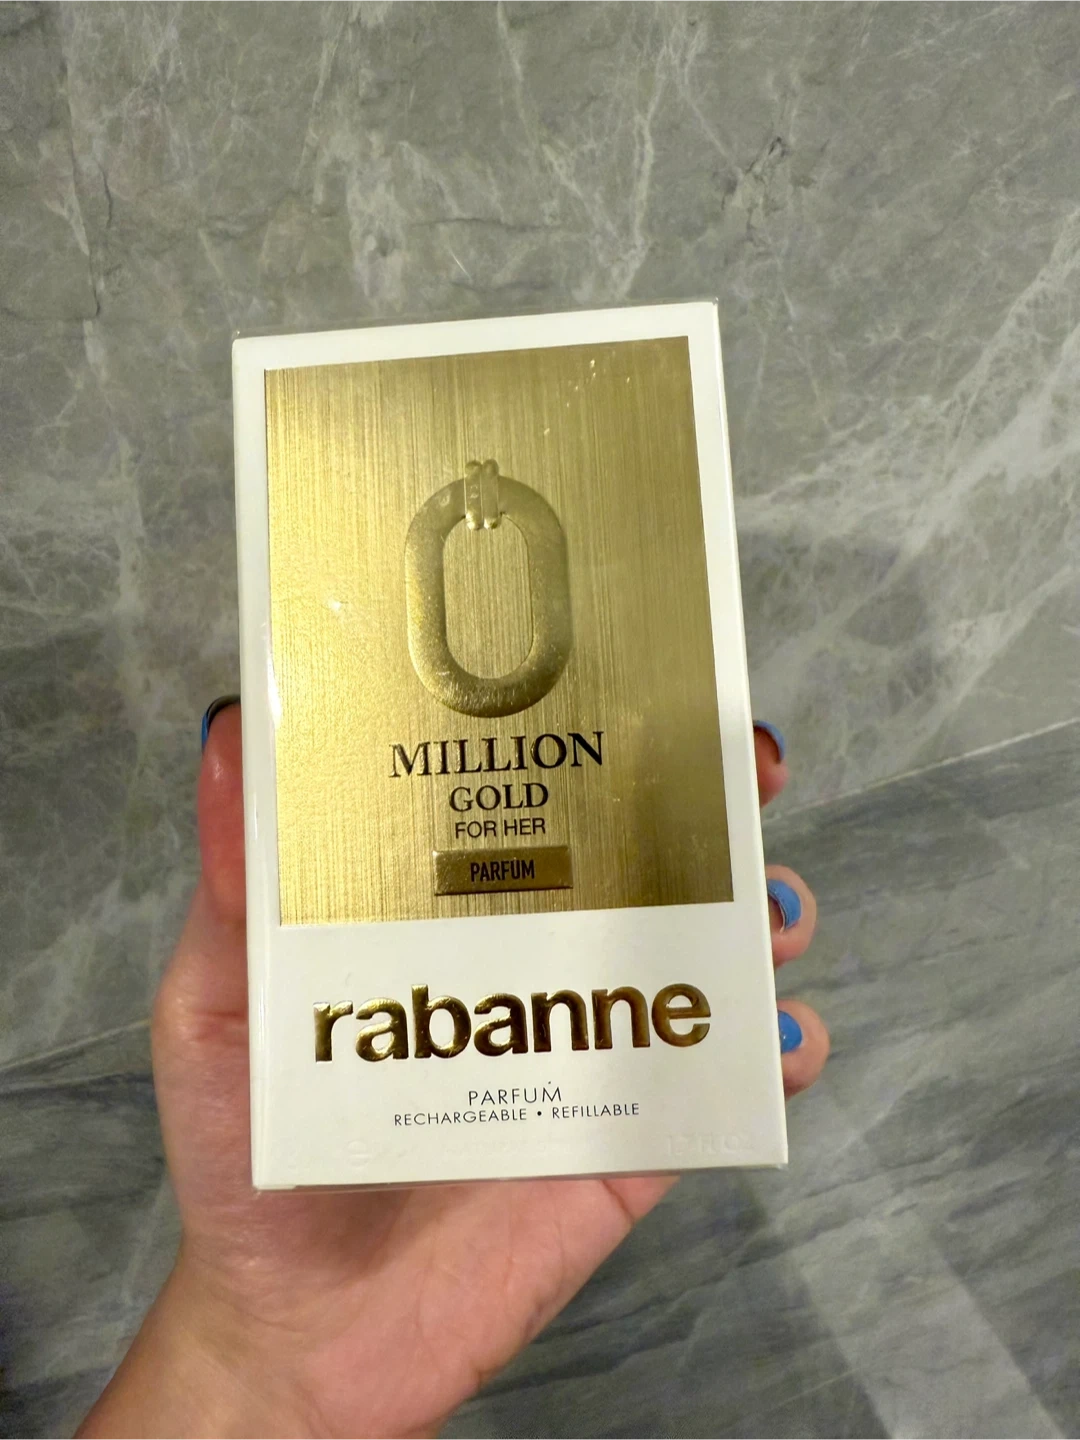 MILLION
GOLD
FOR HER
PARFUM
rabanne
PARFUM
RECHARGEABLE • REFILLABLE